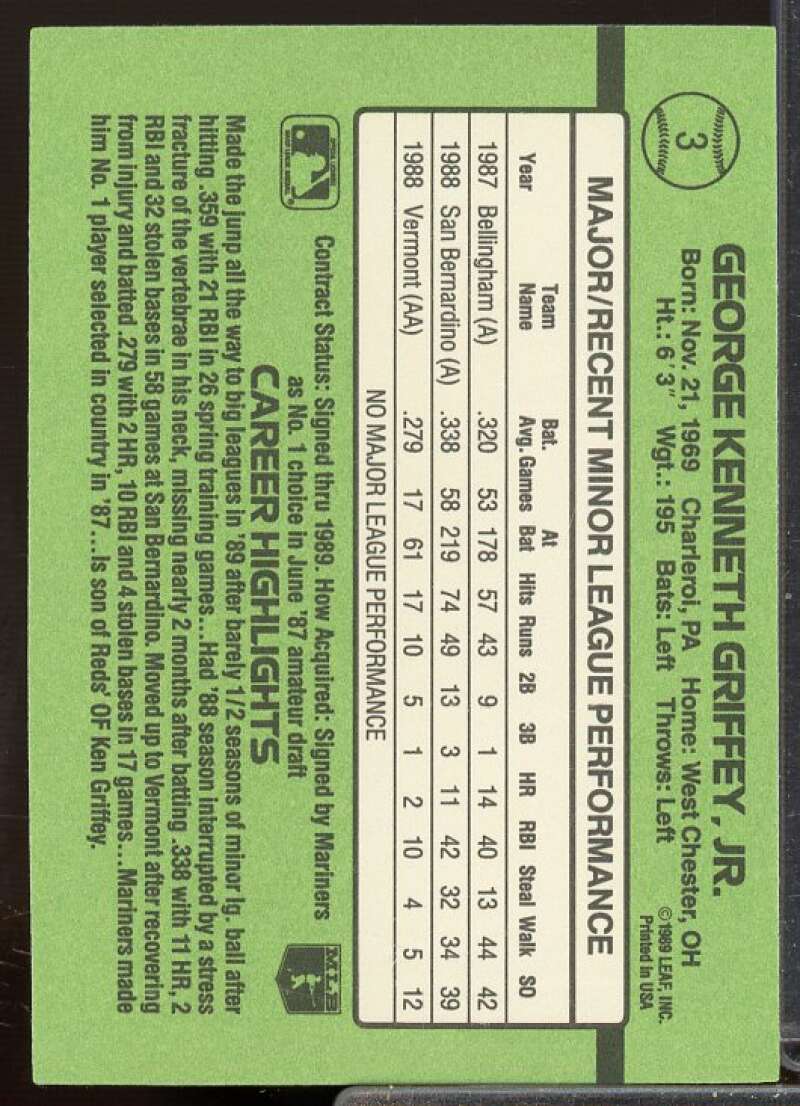 3
GEORGE KENNETH GRIFFEY, JR.
Born: Nov. 21, 1969 Charleroi, PA Home: West Chester, OH
Ht.: 6' 3" Wgt.: 195 Bats: Left Throws: Left
©1989 LEAF, INC.
Printed in USA
MAJOR/RECENT MINOR LEAGUE PERFORMANCE
Team Bat. At
Year Name Avg. Games Bat Hits Runs 2B 3B HR RBI Steal Walk SO
1987 Bellingham (A) .320 53 178 57 43 9 1 14 40 13 44 42
1988 San Bernardino (A) .338 58 219 74 49 13 3 11 42 32 34 39
1988 Vermont (AA) .279 17 61 17 10 5 1 2 10 4 5 12
NO MAJOR LEAGUE PERFORMANCE
Contract Status: Signed thru 1989. How Acquired: Signed by Mariners
as No. 1 choice in June '87 amateur draft
MLB
CAREER HIGHLIGHTS
Made the jump all the way to big leagues in '89 after barely 1/2 seasons of minor lg. ball after
hitting .359 with 21 RBI in 26 spring training games...Had '88 season interrupted by a stress
fracture of the vertebrae in his neck, missing nearly 2 months after batting .338 with 11 HR, 2
RBI and 32 stolen bases in 58 games at San Bernardino. Moved up to Vermont after recovering
from injury and batted .279 with 2 HR, 10 RBI and 4 stolen bases in 17 games...Mariners made
him No. 1 player selected in country in '87...Is son of Reds' OF Ken Griffey.